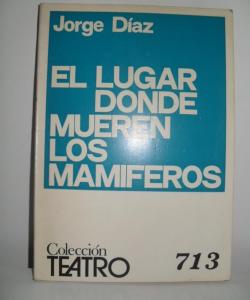 Jorge Díaz
EL LUGAR
DONDE
MUEREN
LOS
MAMIFEROS
Colección
TEATRO
713